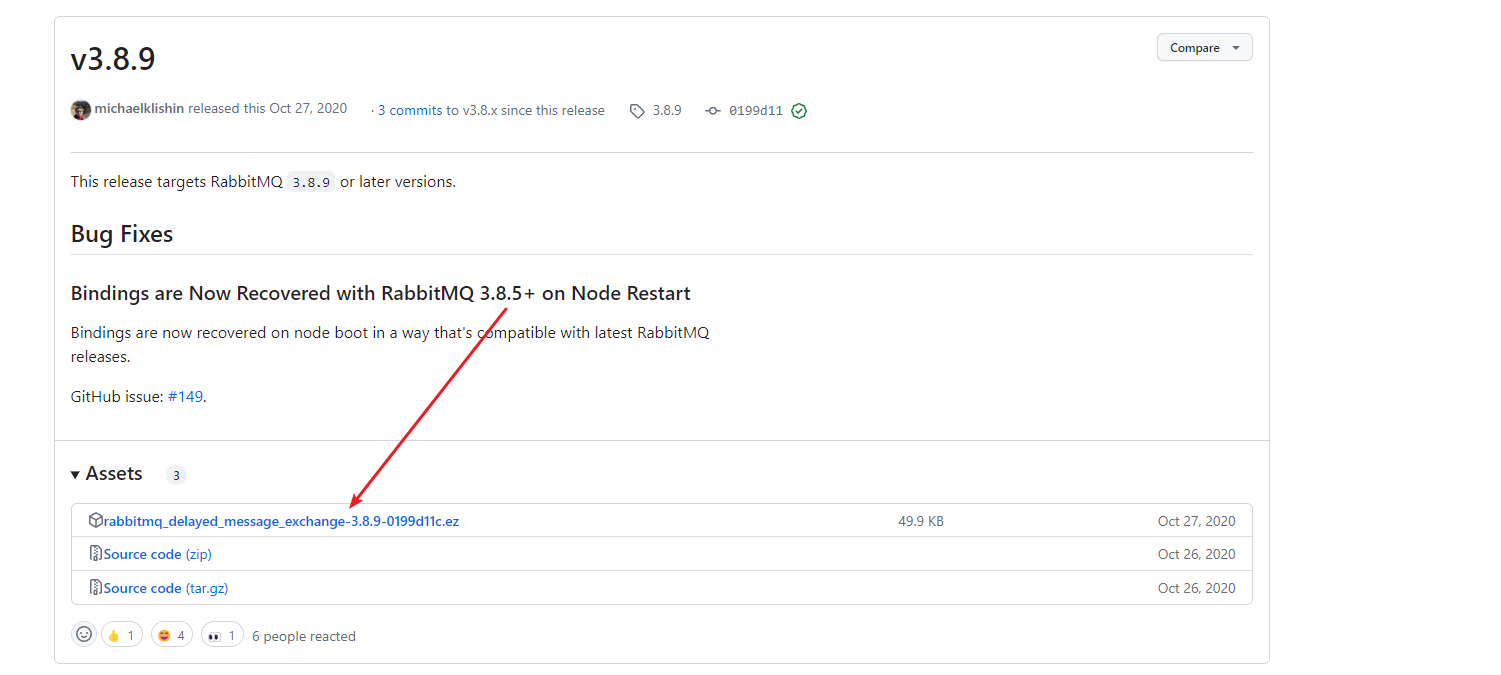 v3.8.9
Compare
michaelklishin released this Oct 27, 2020 · 3 commits to v3.8.x since this release 3.8.9 0199d11
This release targets RabbitMQ 3.8.9 or later versions.
Bug Fixes
Bindings are Now Recovered with RabbitMQ 3.8.5+ on Node Restart
Bindings are now recovered on node boot in a way that's compatible with latest RabbitMQ
releases.
GitHub issue: #149.
Assets 3
rabbitmq_delayed_message_exchange-3.8.9-0199d11c.ez 49.9 KB Oct 27, 2020
Source code (zip) Oct 26, 2020
Source code (tar.gz) Oct 26, 2020
👍 1 😄 4 👀 1 6 people reacted